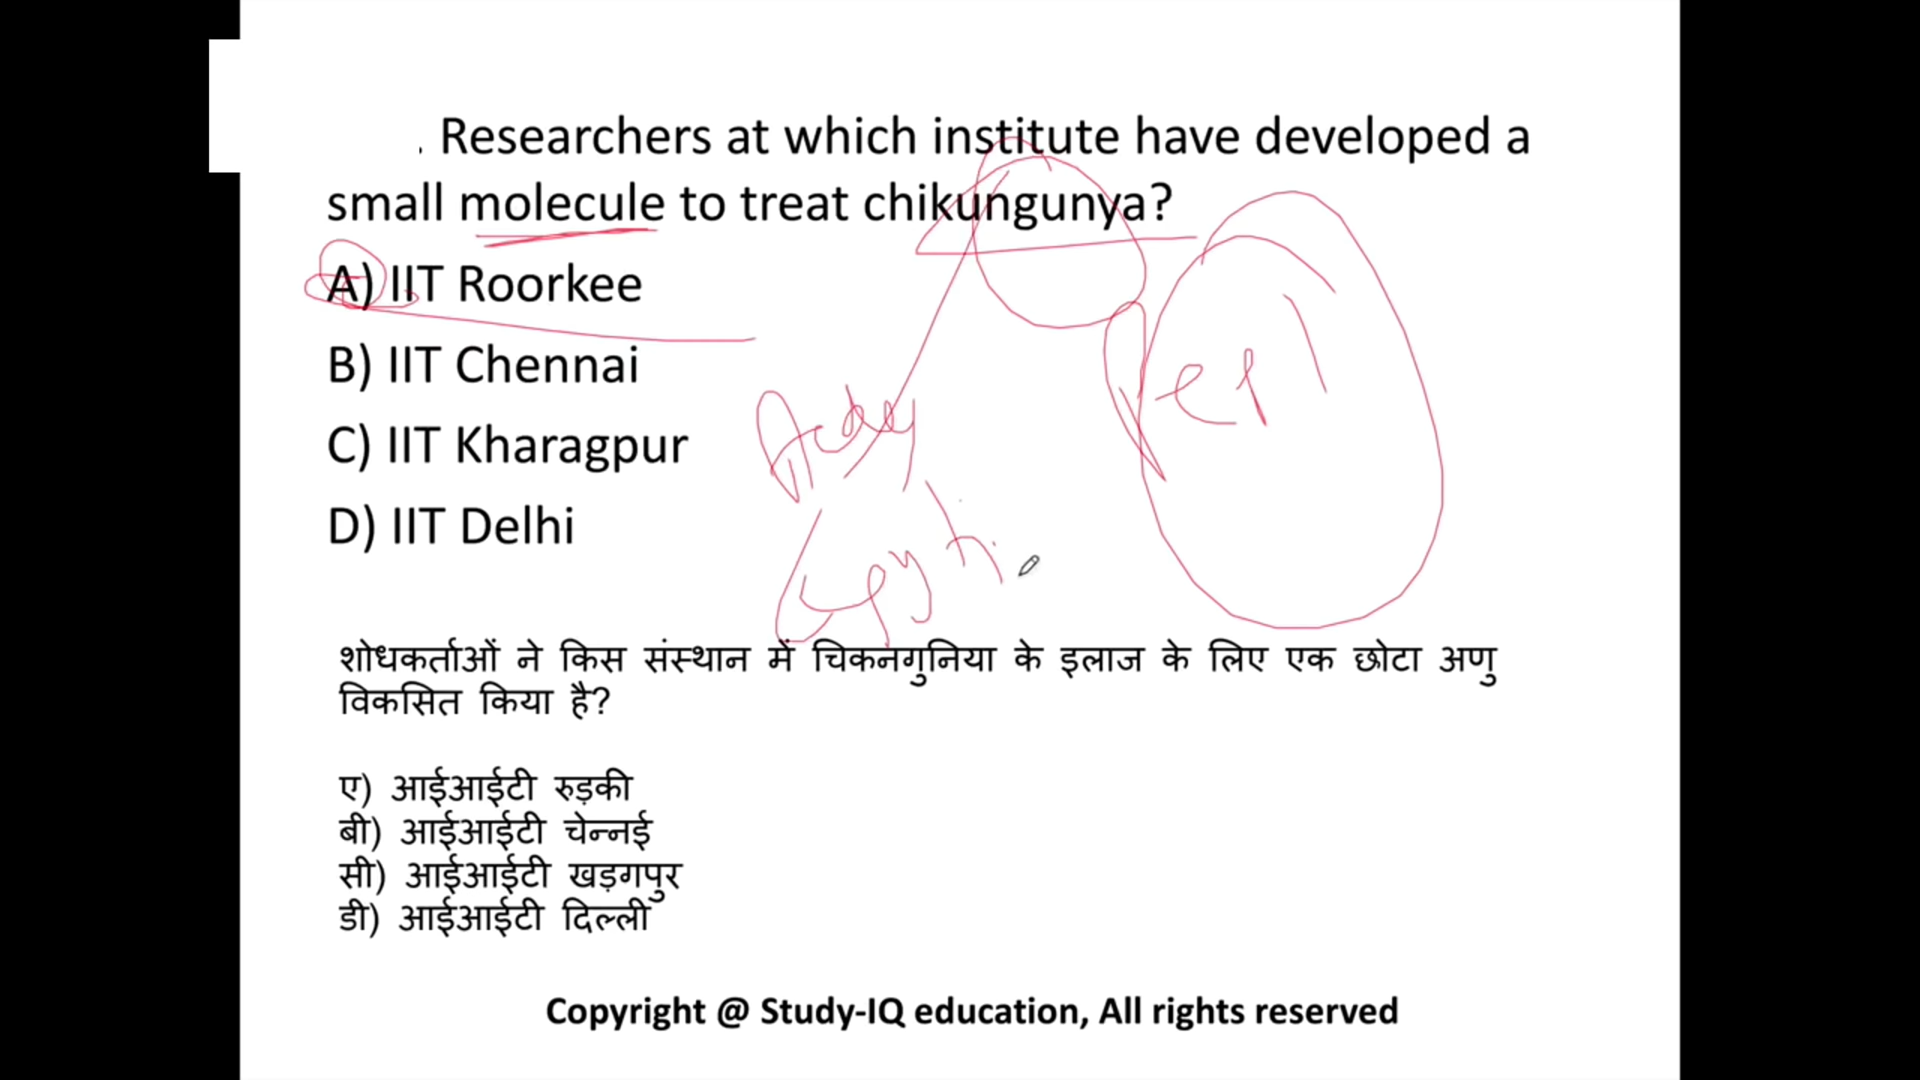 . Researchers at which institute have developed a
small molecule to treat chikungunya?
A) IIT Roorkee
B) IIT Chennai
C) IIT Kharagpur
D) IIT Delhi
शोधकर्ताओं ने किस संस्थान में चिकनगुनिया के इलाज के लिए एक छोटा अणु
विकसित किया है?
ए) आईआईटी रुड़की
बी) आईआईटी चेन्नई
सी) आईआईटी खड़गपुर
डी) आईआईटी दिल्ली
Copyright @ Study-IQ education, All rights reserved